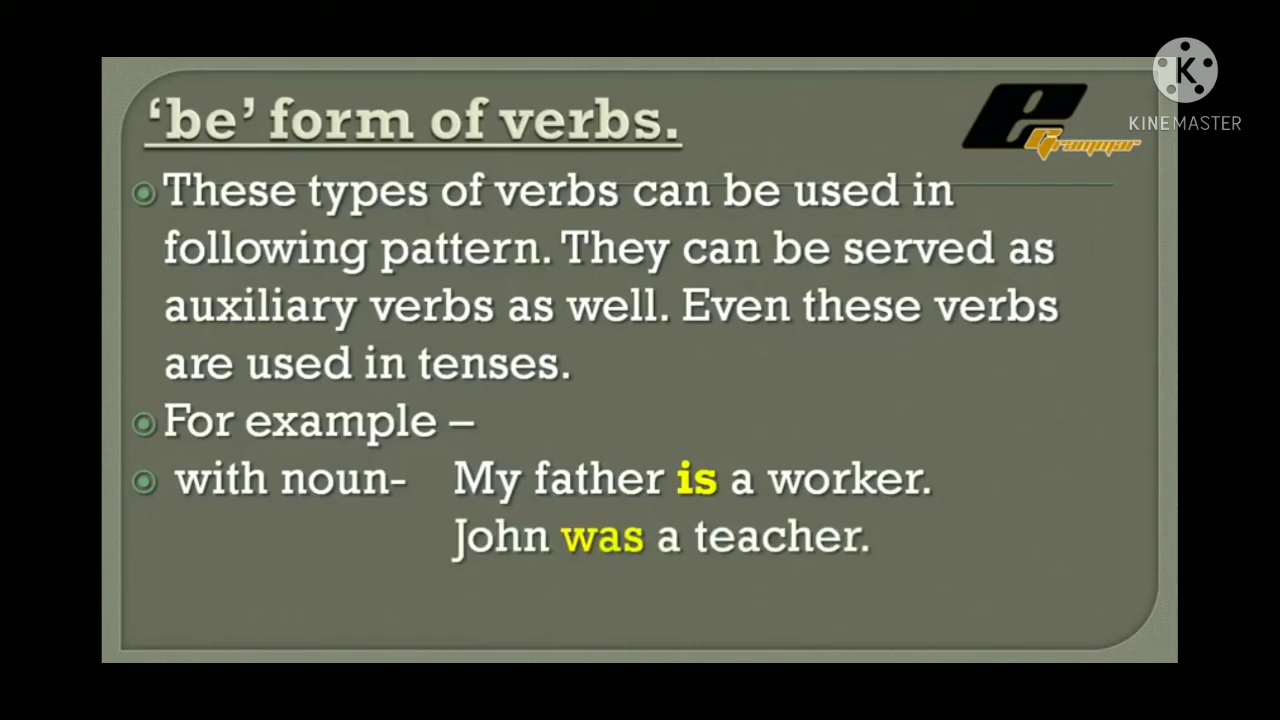 ‘be’ form of verbs.
e Grammar
KINEMASTER
These types of verbs can be used in
following pattern. They can be served as
auxiliary verbs as well. Even these verbs
are used in tenses.
For example –
with noun- My father is a worker.
John was a teacher.